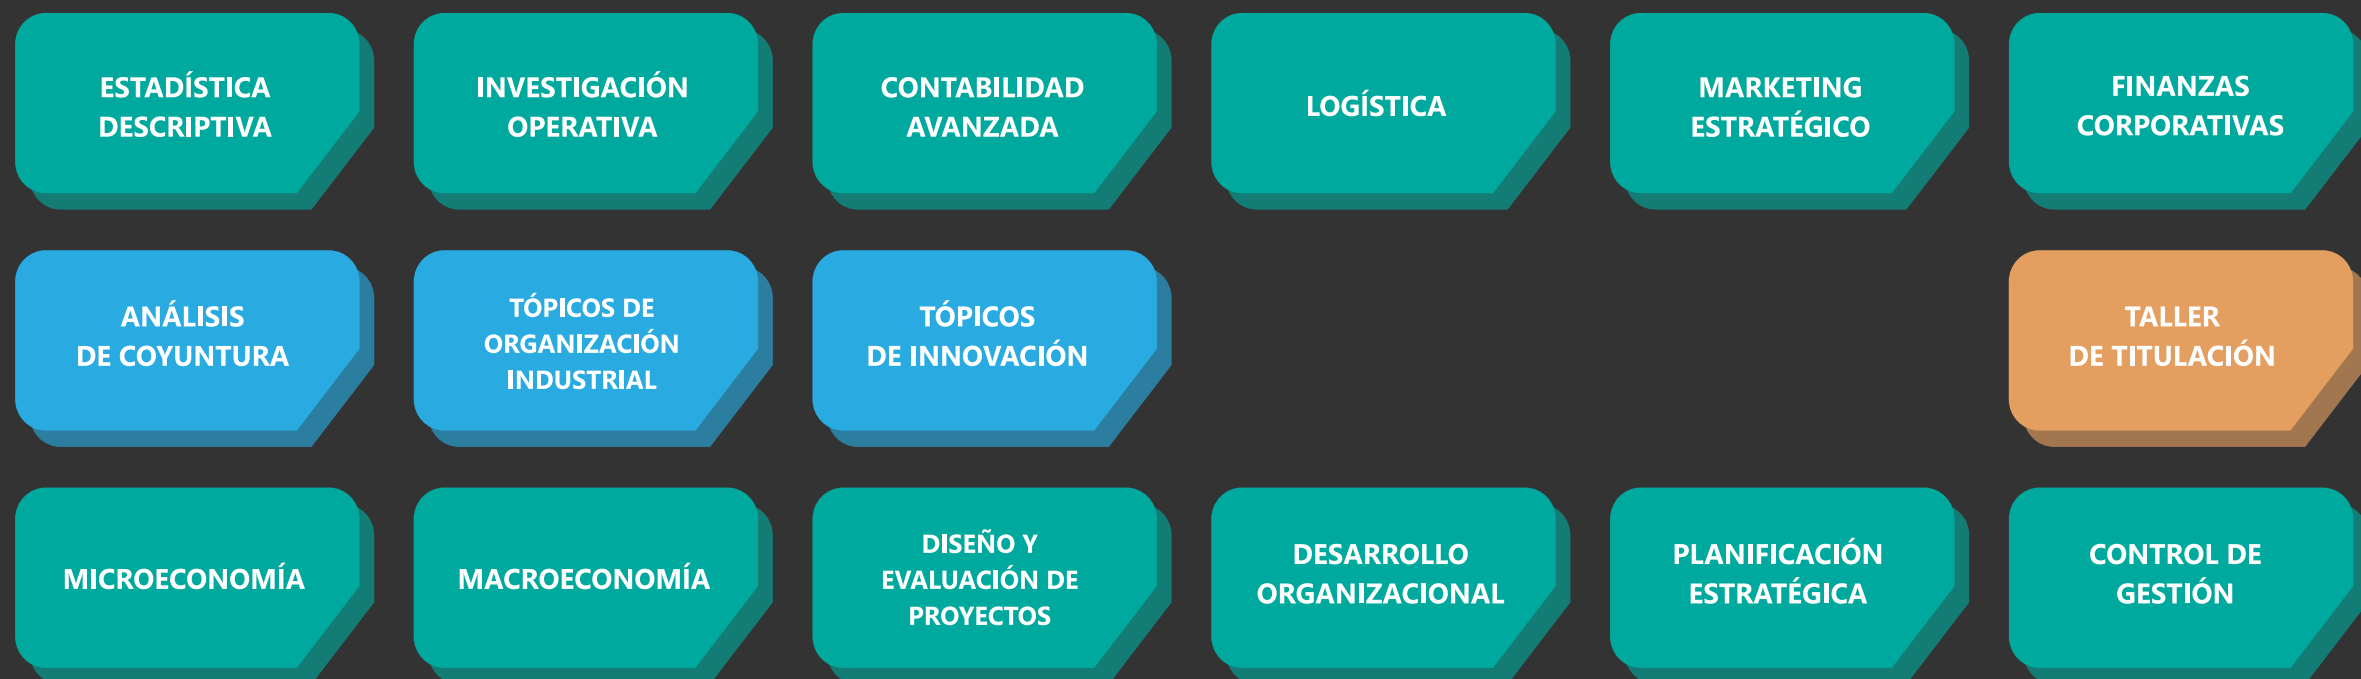 ESTADÍSTICA
DESCRIPTIVA
INVESTIGACIÓN
OPERATIVA
CONTABILIDAD
AVANZADA
LOGÍSTICA
MARKETING
ESTRATÉGICO
FINANZAS
CORPORATIVAS
ANÁLISIS
DE COYUNTURA
TÓPICOS DE
ORGANIZACIÓN
INDUSTRIAL
TÓPICOS
DE INNOVACIÓN
TALLER
DE TITULACIÓN
MICROECONOMÍA
MACROECONOMÍA
DISEÑO Y
EVALUACIÓN DE
PROYECTOS
DESARROLLO
ORGANIZACIONAL
PLANIFICACIÓN
ESTRATÉGICA
CONTROL DE
GESTIÓN